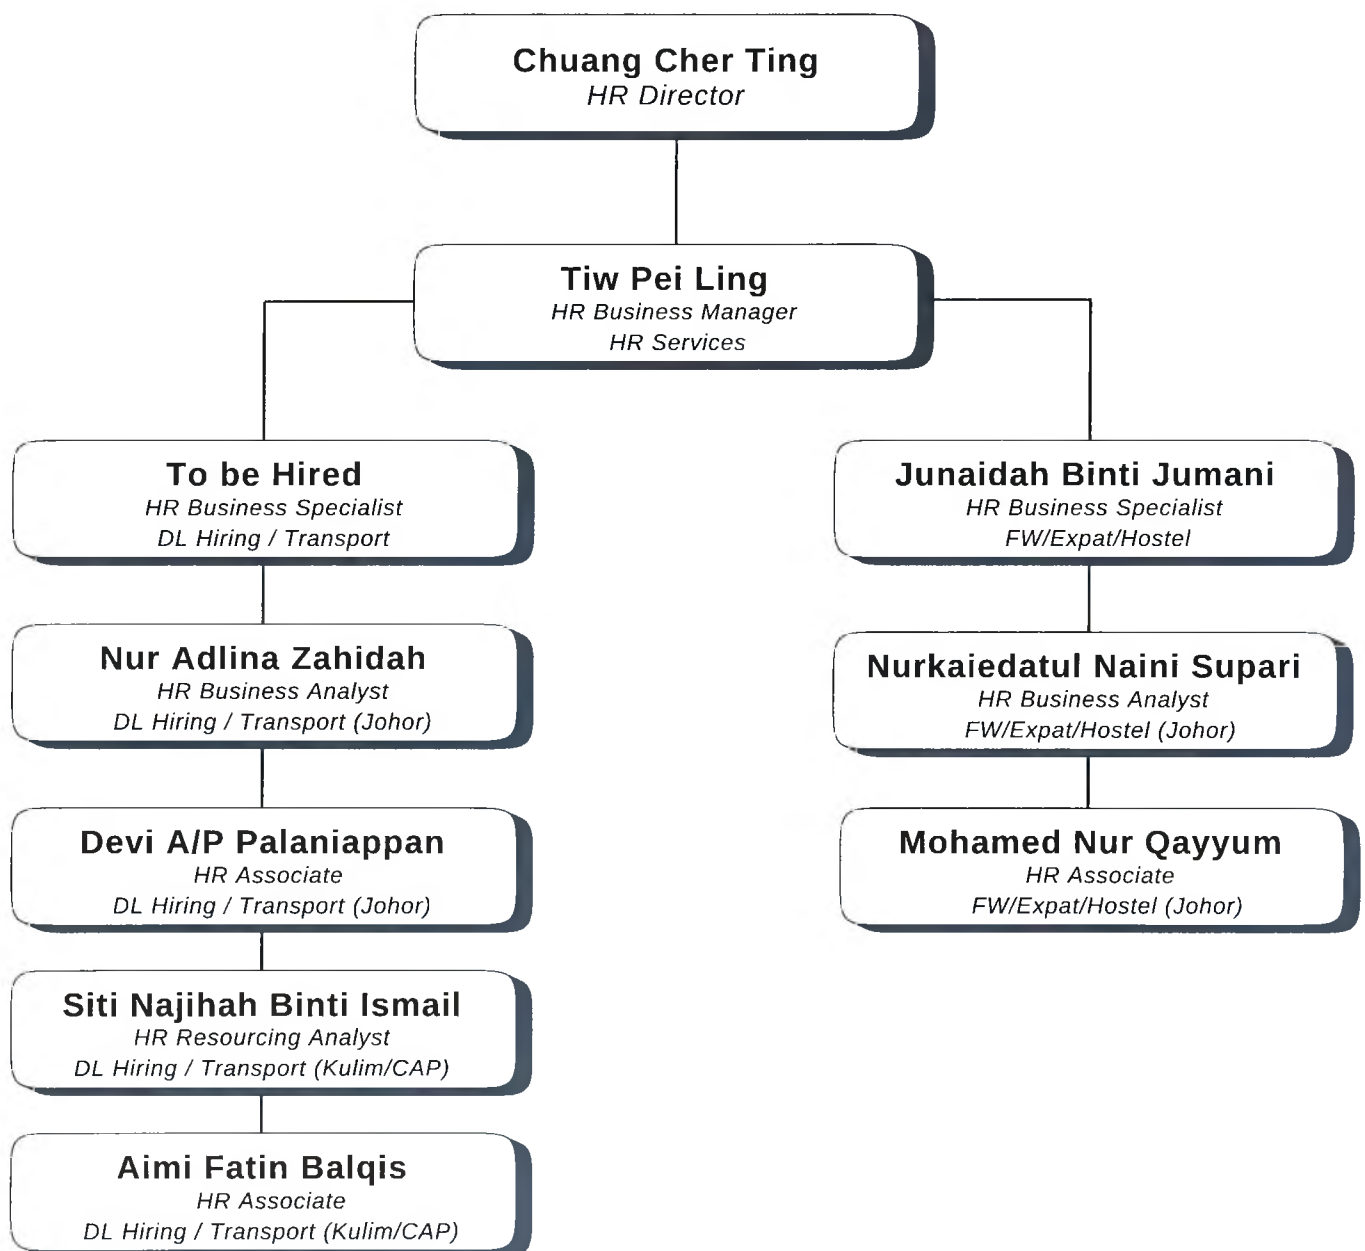 Chuang Cher Ting
HR Director
Tiw Pei Ling
HR Business Manager
HR Services
To be Hired
HR Business Specialist
DL Hiring / Transport
Nur Adlina Zahidah
HR Business Analyst
DL Hiring / Transport (Johor)
Devi A/P Palaniappan
HR Associate
DL Hiring / Transport (Johor)
Siti Najihah Binti Ismail
HR Resourcing Analyst
DL Hiring / Transport (Kulim/CAP)
Aimi Fatin Balqis
HR Associate
DL Hiring / Transport (Kulim/CAP)
Junaidah Binti Jumani
HR Business Specialist
FW/Expat/Hostel
Nurkaiedatul Naini Supari
HR Business Analyst
FW/Expat/Hostel (Johor)
Mohamed Nur Qayyum
HR Associate
FW/Expat/Hostel (Johor)